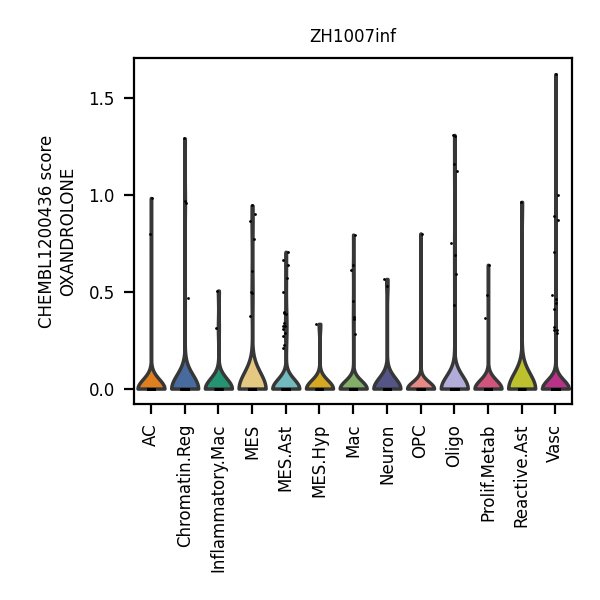 ZH1007inf
CHEMBL1200436 score
OXANDROLONE
1.5
1.0
0.5
0.0
AC
Chromatin.Reg
Inflammatory.Mac
MES
MES.Ast
MES.Hyp
Mac
Neuron
OPC
Oligo
Prolif.Metab
Reactive.Ast
Vasc